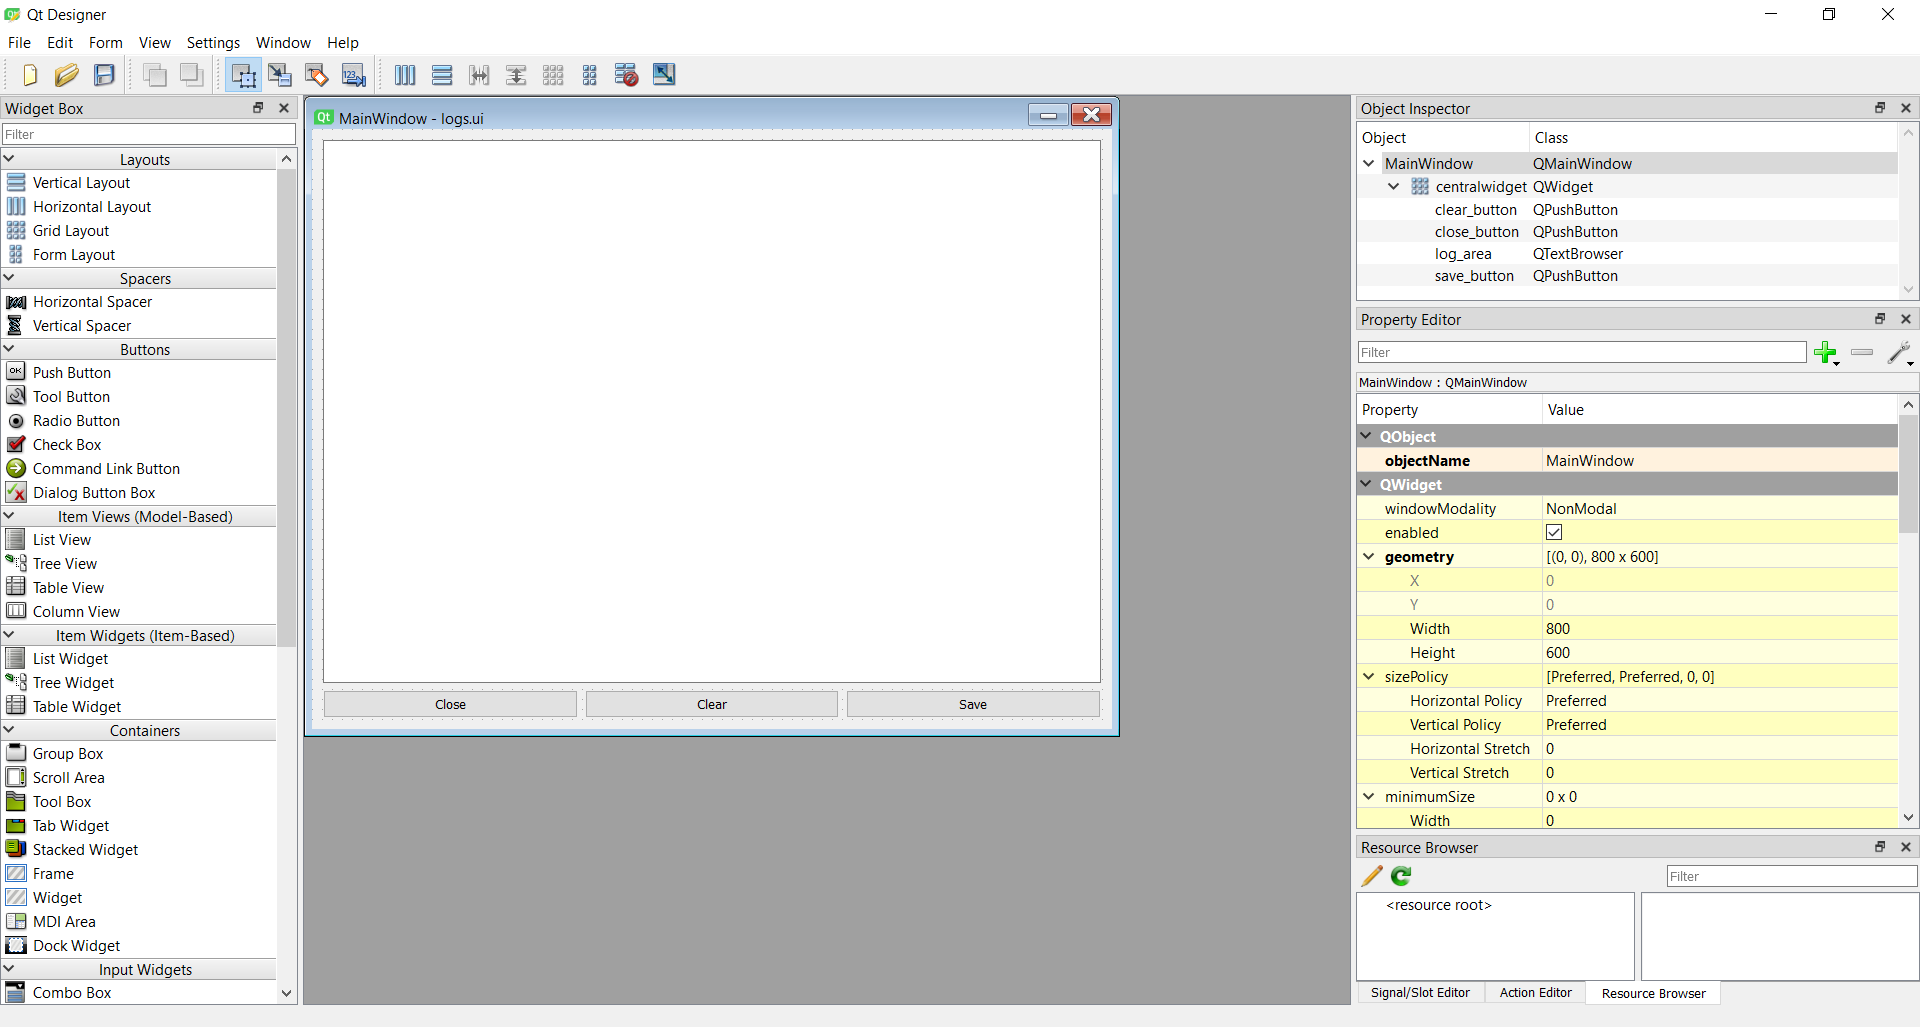 Qt Designer
File Edit Form View Settings Window Help
Widget Box
Filter
Layouts
Vertical Layout
Horizontal Layout
Grid Layout
Form Layout
Spacers
Horizontal Spacer
Vertical Spacer
Buttons
OK Push Button
Tool Button
Radio Button
Check Box
Command Link Button
Dialog Button Box
Item Views (Model-Based)
List View
Tree View
Table View
Column View
Item Widgets (Item-Based)
List Widget
Tree Widget
Table Widget
Containers
Group Box
Scroll Area
Tool Box
Tab Widget
Stacked Widget
Frame
Widget
MDI Area
Dock Widget
Input Widgets
Combo Box
123
Qt MainWindow - logs.ui
Close Clear Save
Object Inspector
Object Class
MainWindow QMainWindow
centralwidget QWidget
clear_button QPushButton
close_button QPushButton
log_area QTextBrowser
save_button QPushButton
Property Editor
Filter
MainWindow : QMainWindow
Property Value
QObject
objectName MainWindow
QWidget
windowModality NonModal
enabled
geometry [(0, 0), 800 x 600]
X 0
Y 0
Width 800
Height 600
sizePolicy [Preferred, Preferred, 0, 0]
Horizontal Policy Preferred
Vertical Policy Preferred
Horizontal Stretch 0
Vertical Stretch 0
minimumSize 0 x 0
Width 0
Resource Browser
Filter
<resource root>
Signal/Slot Editor Action Editor Resource Browser